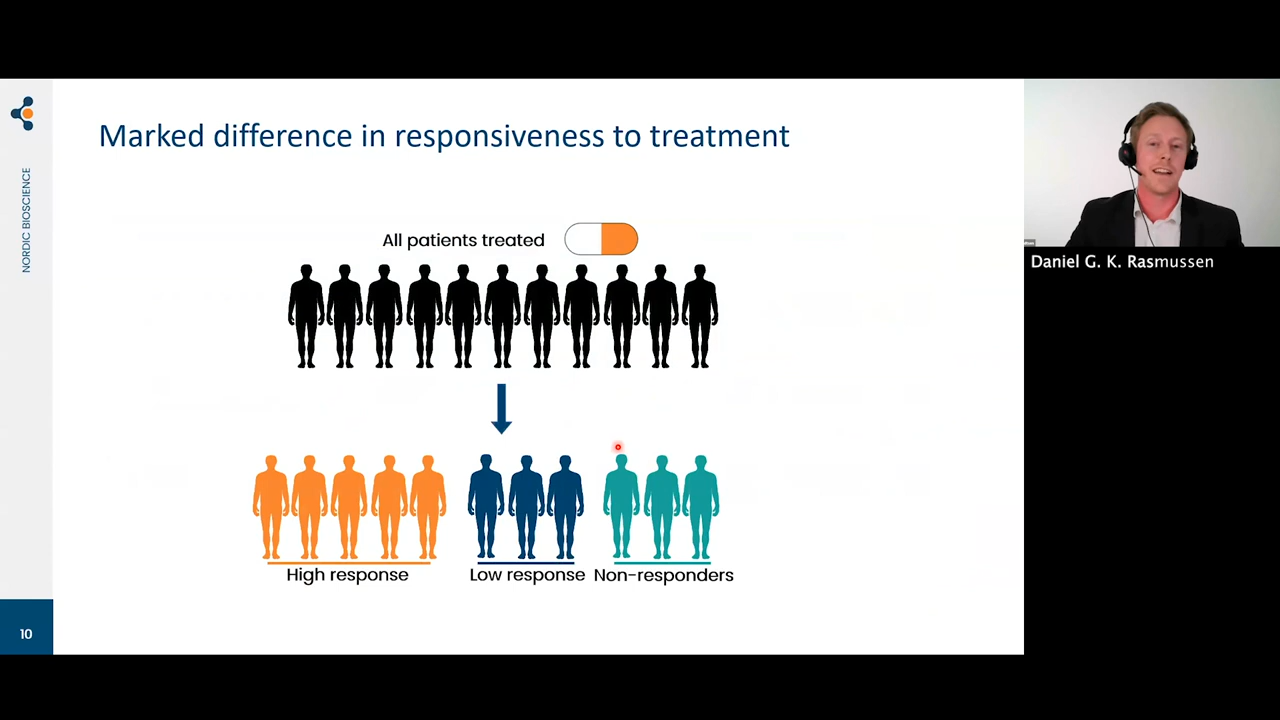 NORDIC BIOSCIENCE
Marked difference in responsiveness to treatment
All patients treated
High response
Low response
Non-responders
10
Daniel G. K. Rasmussen